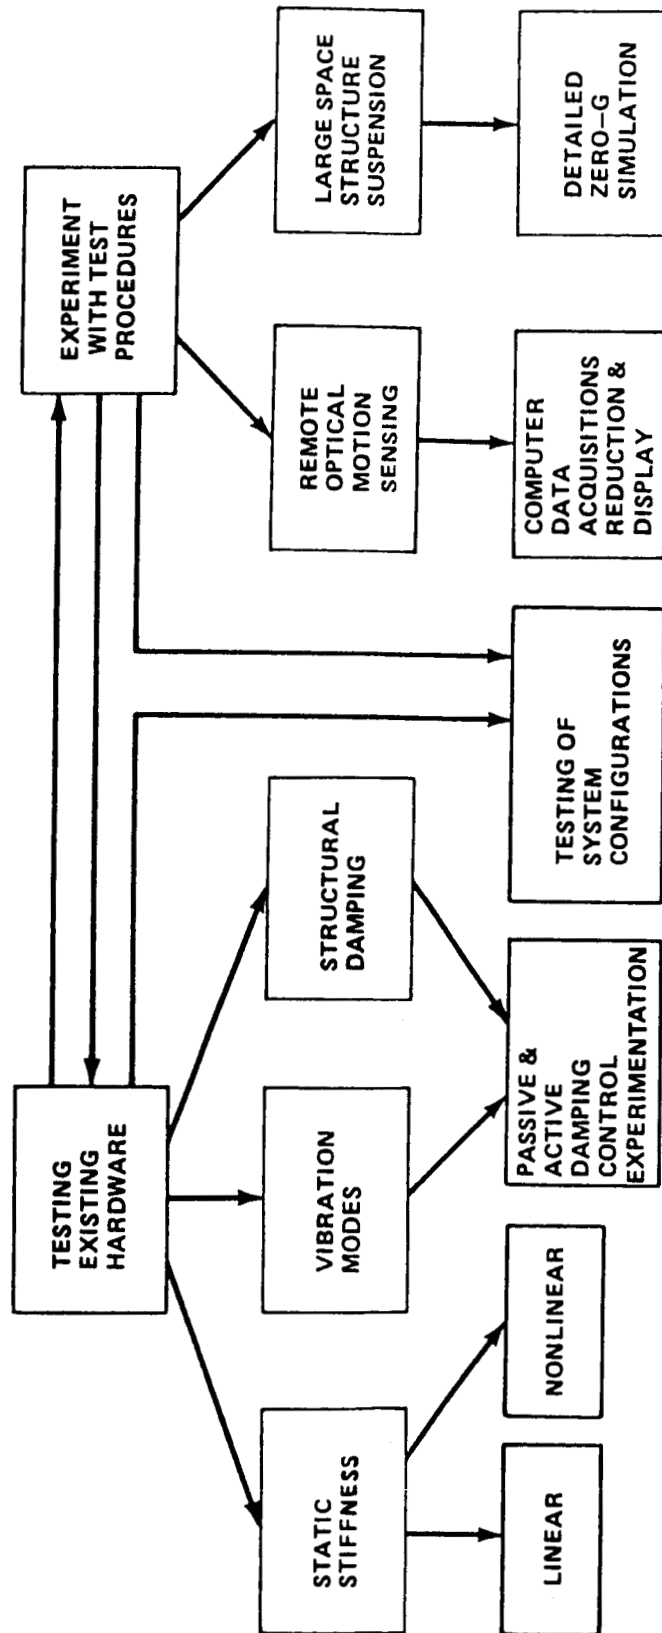 TESTING
EXISTING
HARDWARE
EXPERIMENT
WITH TEST
PROCEDURES
STATIC
STIFFNESS
VIBRATION
MODES
STRUCTURAL
DAMPING
REMOTE
OPTICAL
MOTION
SENSING
LARGE SPACE
STRUCTURE
SUSPENSION
LINEAR
NONLINEAR
PASSIVE &
ACTIVE
DAMPING
CONTROL
EXPERIMENTATION
TESTING OF
SYSTEM
CONFIGURATIONS
COMPUTER
DATA
ACQUISITIONS
REDUCTION &
DISPLAY
DETAILED
ZERO-G
SIMULATION